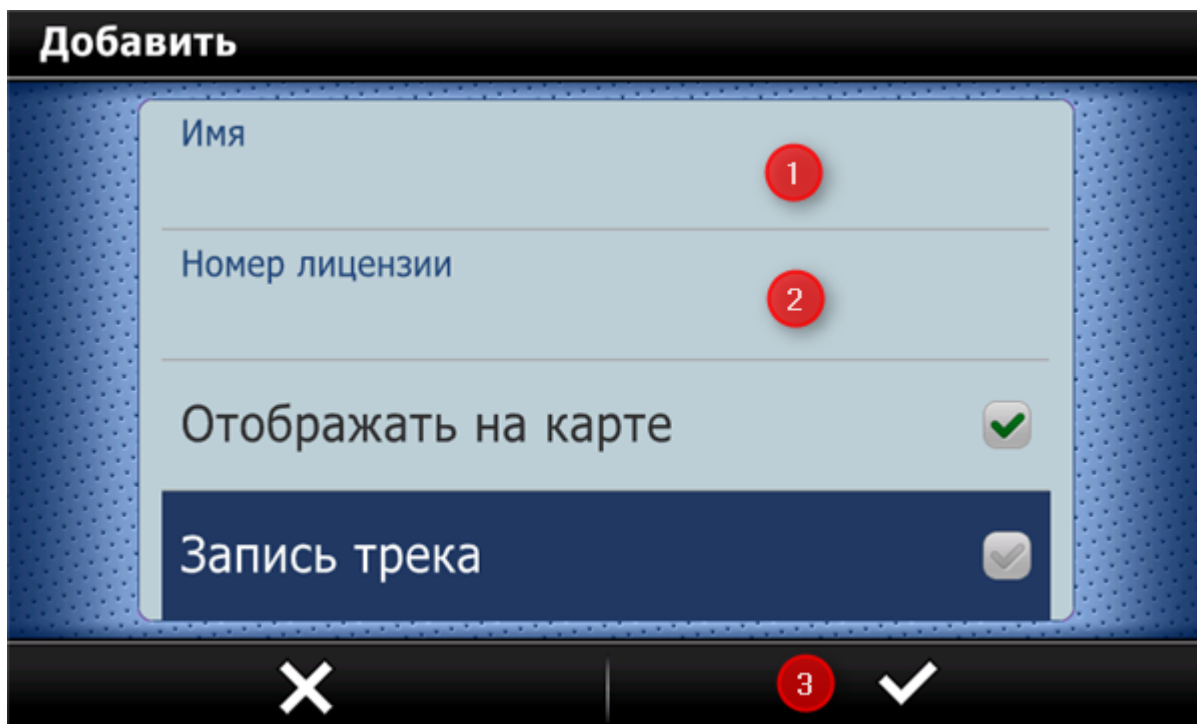 Добавить
Имя
1
Номер лицензии
2
Отображать на карте
Запись трека
3